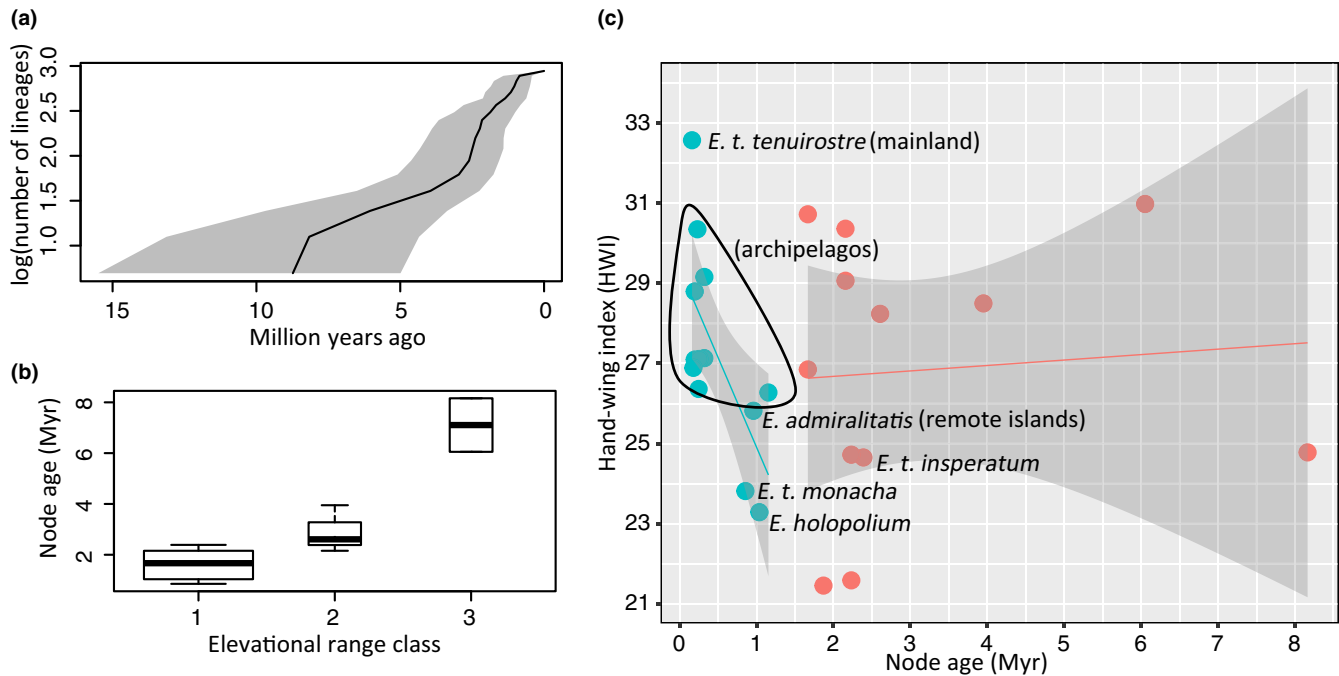 (a)
log(number of lineages)
3.0
2.5
2.0
1.5
1.0
15
10
5
0
Million years ago
(b)
Node age (Myr)
8
6
4
2
1
2
3
Elevational range class
(c)
Hand-wing index (HWI)
33
31
29
27
25
23
21
E. t. tenuirostre (mainland)
(archipelagos)
E. admiralitatis (remote islands)
E. t. insperatum
E. t. monacha
E. holopolium
0
1
2
3
4
5
6
7
8
Node age (Myr)